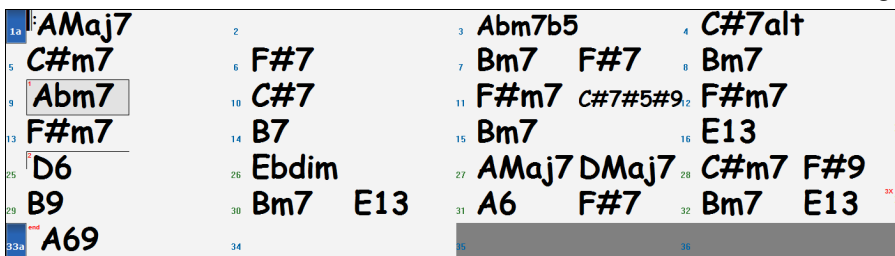 1a AMaj7 2 3 Abm7b5 4 C#7alt
5 C#m7 6 F#7 7 Bm7 F#7 8 Bm7
9 1 Abm7 10 C#7 11 F#m7 C#7#5#9 12 F#m7
13 F#m7 14 B7 15 Bm7 16 E13
25 2 D6 26 Ebdim 27 AMaj7 DMaj7 28 C#m7 F#9
29 B9 30 Bm7 E13 31 A6 F#7 32 Bm7 E13 3X
33a end A69 34 35 36